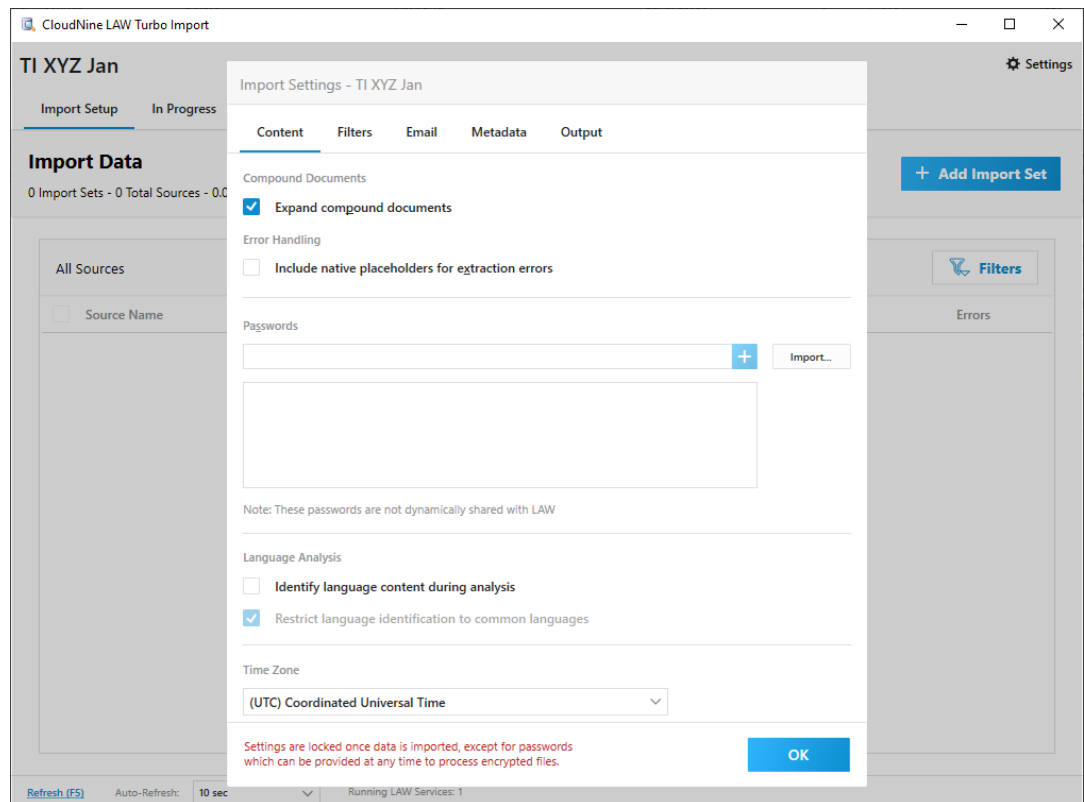 CloudNine LAW Turbo Import
TI XYZ Jan
Settings
Import Setup
In Progress
Import Data
0 Import Sets - 0 Total Sources - 0.0
+ Add Import Set
All Sources
Filters
Source Name
Errors
Import Settings - TI XYZ Jan
Content
Filters
Email
Metadata
Output
Compound Documents
Expand compound documents
Error Handling
Include native placeholders for extraction errors
Passwords
+
Import...
Note: These passwords are not dynamically shared with LAW
Language Analysis
Identify language content during analysis
Restrict language identification to common languages
Time Zone
(UTC) Coordinated Universal Time
Settings are locked once data is imported, except for passwords
which can be provided at any time to process encrypted files.
OK
Refresh (F5)
Auto-Refresh:
10 sec
Running LAW Services: 1